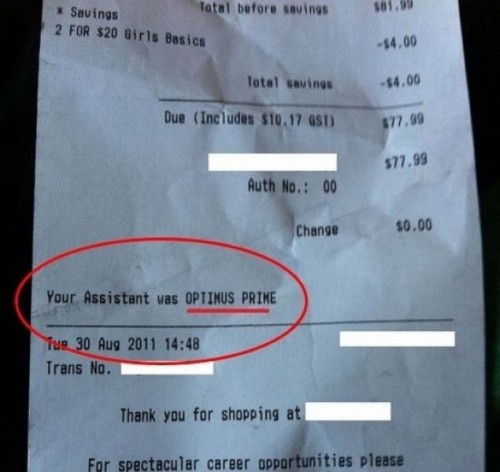 * Savings Total before savings $81.99
2 FOR $20 Girls Basics -$4.00
Total savings -$4.00
Due (Includes $10.17 GST) $77.99
$77.99
Auth No.: 00
Change $0.00
Your Assistant was OPTIMUS PRIME
Tue 30 Aug 2011 14:48
Trans No.
Thank you for shopping at
For spectacular career opportunities please